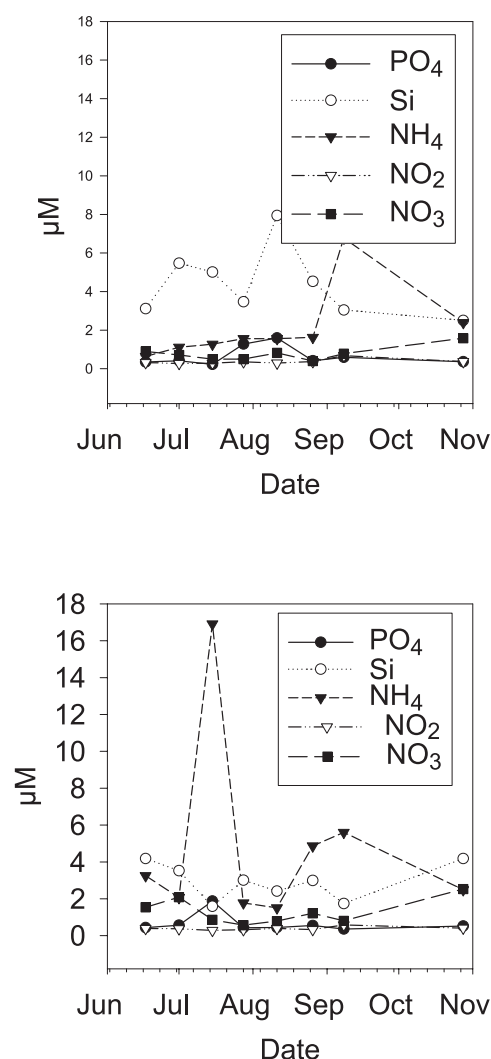 18
16
14
12
10
8
6
4
2
0
µM
PO4
Si
NH4
NO2
NO3
Jun Jul Aug Sep Oct Nov
Date
18
16
14
12
10
8
6
4
2
0
µM
PO4
Si
NH4
NO2
NO3
Jun Jul Aug Sep Oct Nov
Date